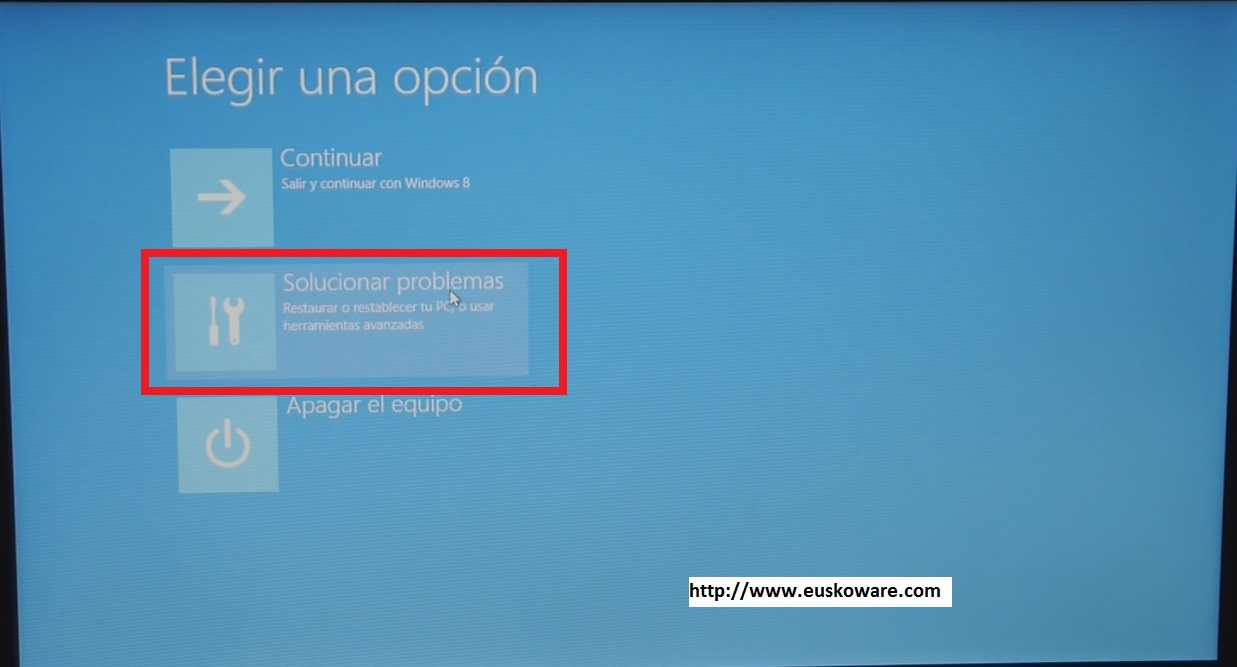 Elegir una opción
Continuar
Salir y continuar con Windows 8
Solucionar problemas
Restaurar o restablecer tu PC, o usar
herramientas avanzadas
Apagar el equipo
http://www.euskoware.com